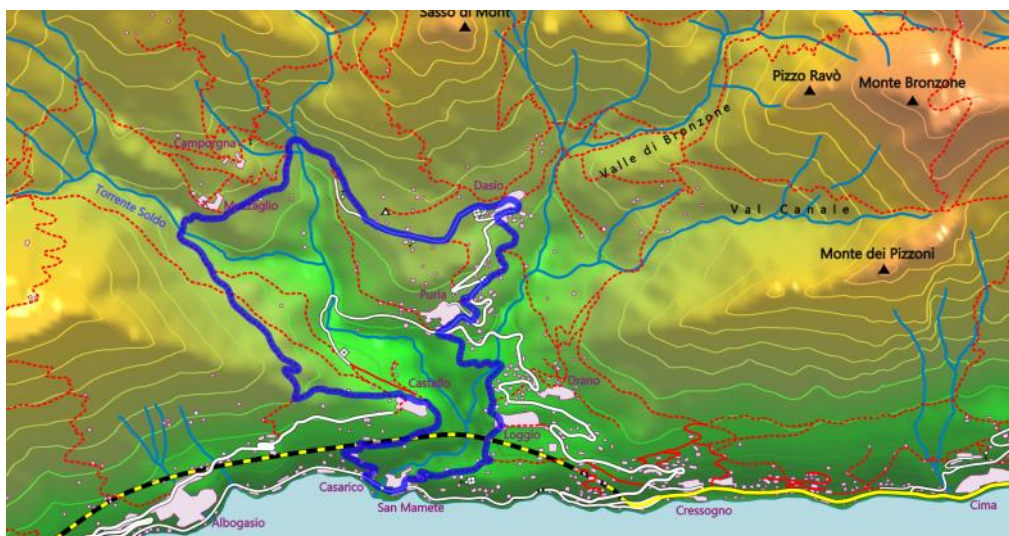 Sasso di Mont
Pizzo Ravò
Monte Bronzone
Camporgna
Valle di Bronzone
Dasio
Muzzaglio
Torrente Soldo
Val Canale
Monte dei Pizzoni
Puria
Drano
Castello
Loggio
Casarico
San Mamete
Cressogno
Cima
Albogasio